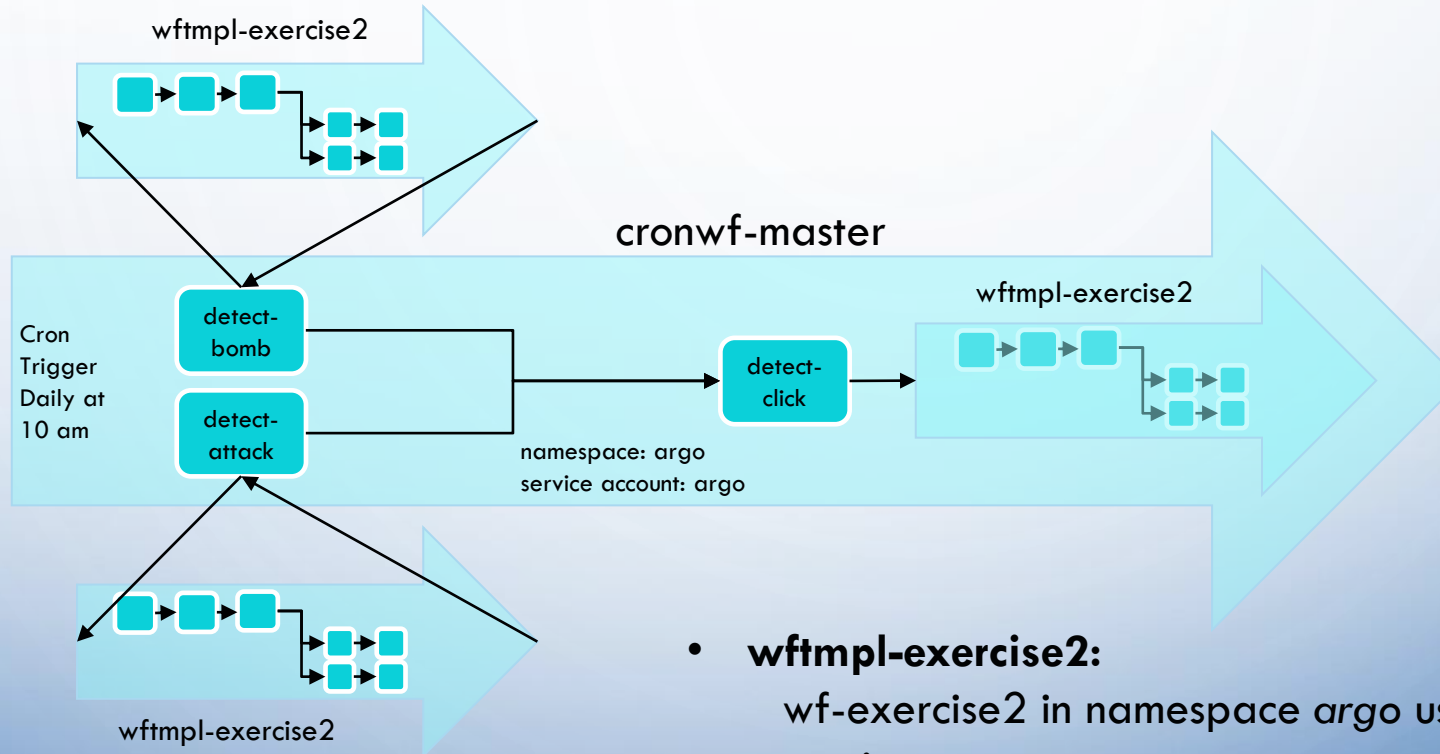 wftmpl-exercise2
cronwf-master
wftmpl-exercise2
Cron
Trigger
Daily at
10 am
detect-
bomb
detect-
attack
detect-
click
namespace: argo
service account: argo
wftmpl-exercise2
• wftmpl-exercise2:
wf-exercise2 in namespace argo